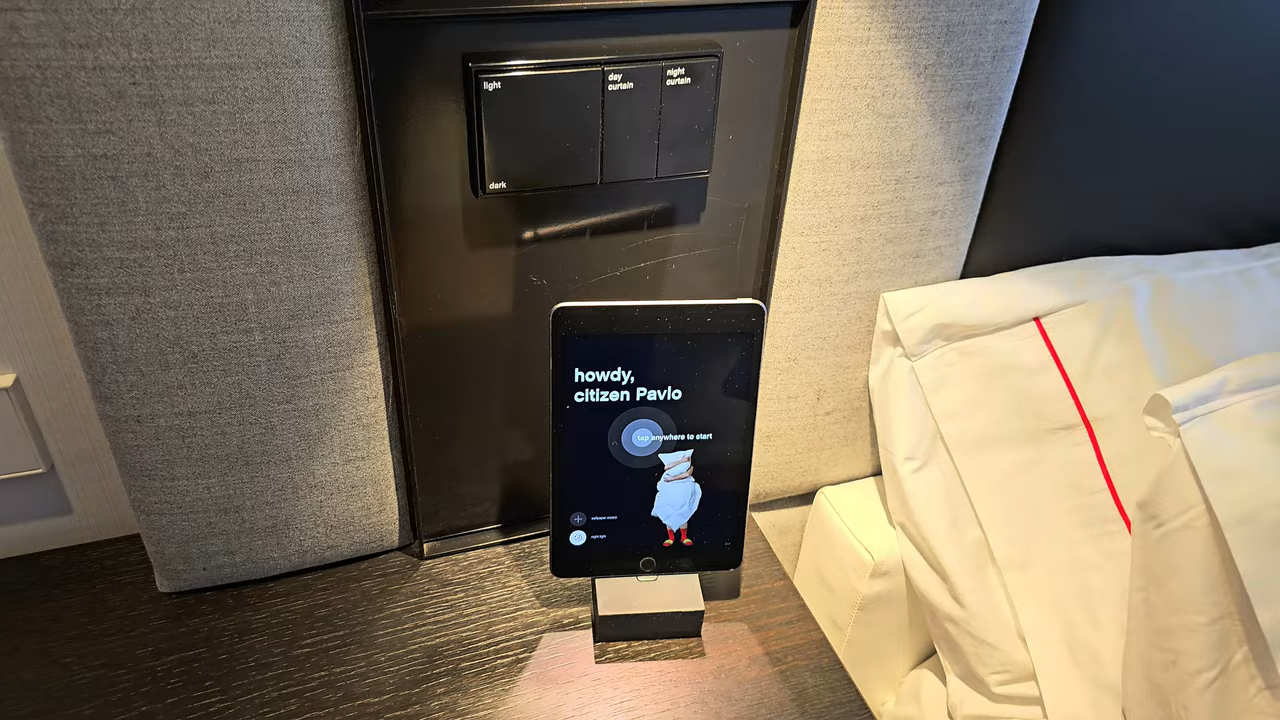 light
day
curtain
night
curtain
dark
howdy,
citizen Pavlo
tap anywhere to start
wallpaper wizard
night light